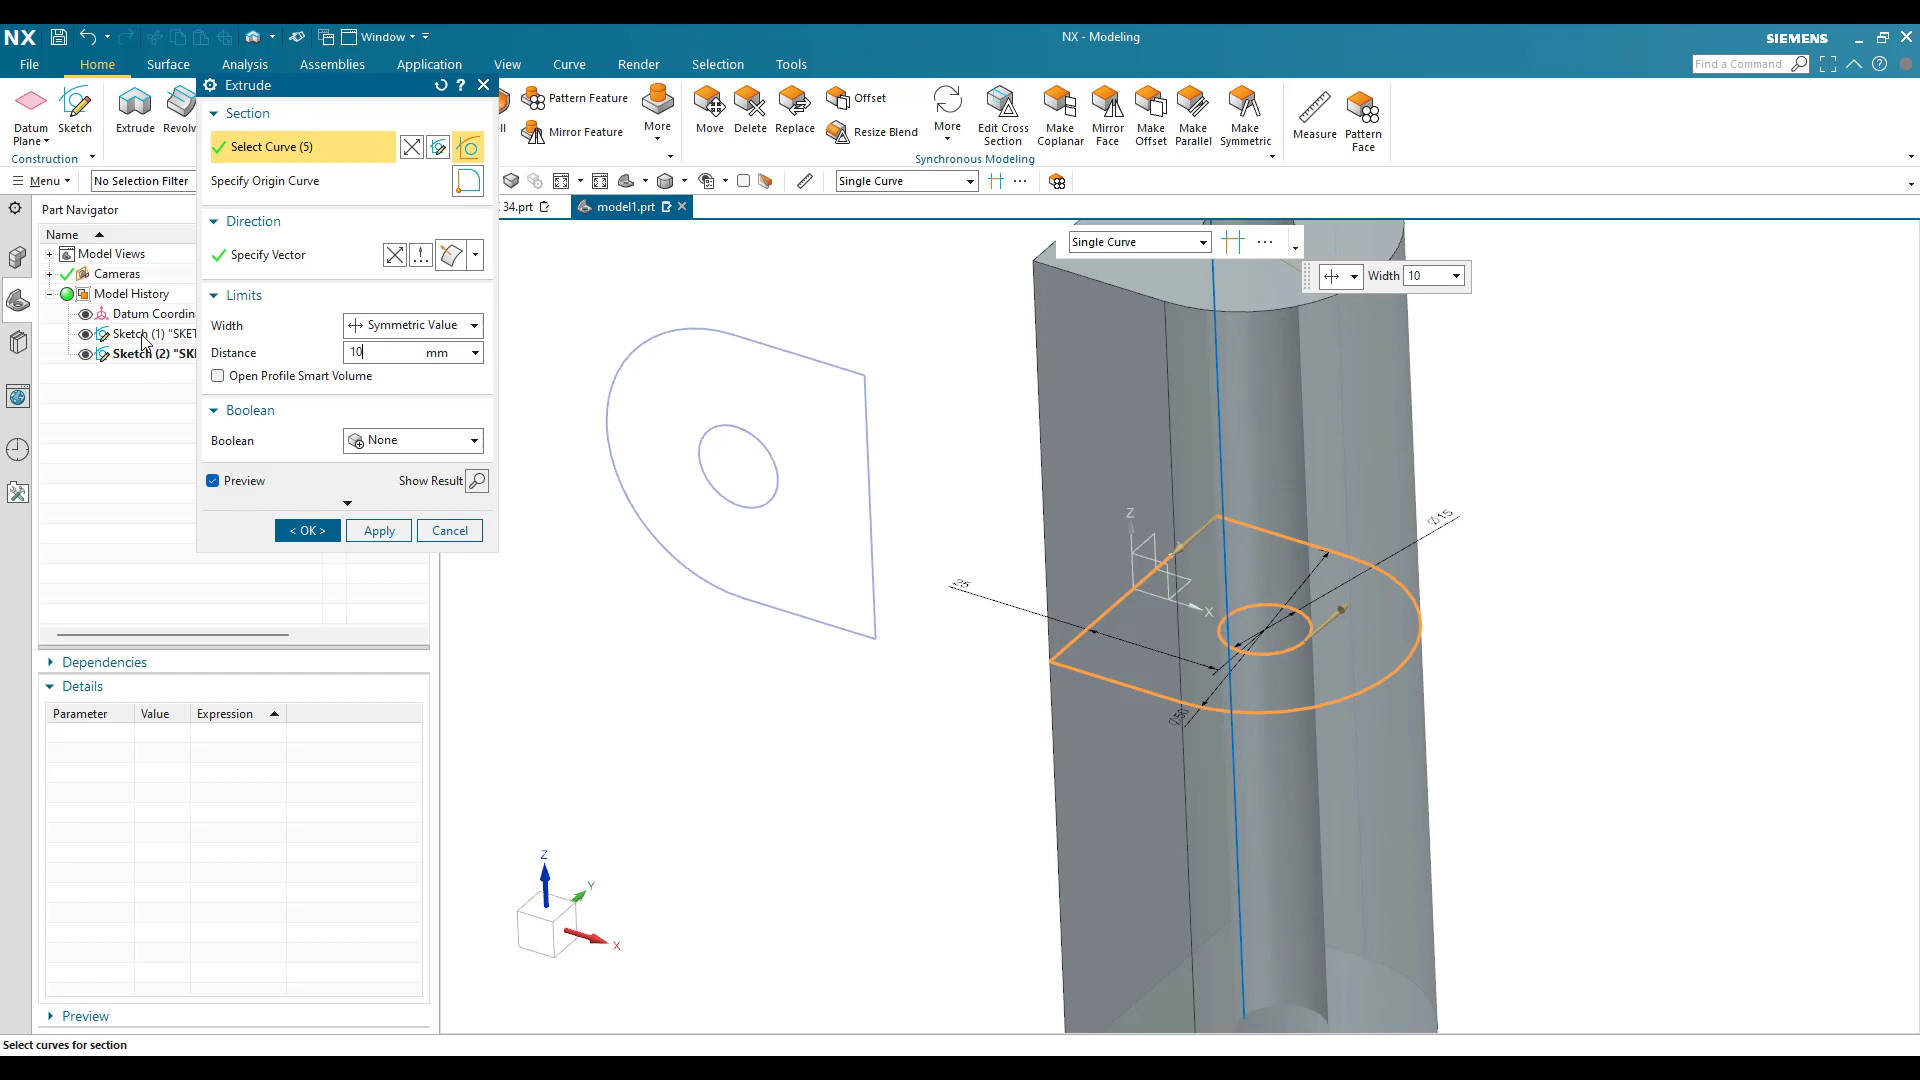 NX
Window
NX - Modeling
SIEMENS
File
Home
Surface
Analysis
Assemblies
Application
View
Curve
Render
Selection
Tools
Find a Command
Datum
Plane
Sketch
Extrude
Revolv
Construction
Pattern Feature
Mirror Feature
More
Move
Delete
Replace
Offset
Resize Blend
More
Edit Cross
Section
Make
Coplanar
Mirror
Face
Make
Offset
Make
Parallel
Make
Symmetric
Synchronous Modeling
Measure
Pattern
Face
Menu
No Selection Filter
Single Curve
34.prt
model1.prt
Part Navigator
Name
Model Views
Cameras
Model History
Datum Coordina
Sketch (1) "SKET
Sketch (2) "SKI
Extrude
?
Section
Select Curve (5)
Specify Origin Curve
Direction
Specify Vector
Limits
Width
Symmetric Value
Distance
10
mm
Open Profile Smart Volume
Boolean
Boolean
None
Preview
Show Result
< OK >
Apply
Cancel
Single Curve
Width
10
Z
X
25
Ø15
Ø50
Z
Y
X
Dependencies
Details
Parameter
Value
Expression
Preview
Select curves for section